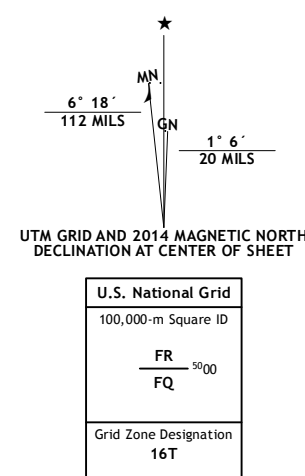 ★
MN
6° 18´
112 MILS
GN
1° 6´
20 MILS
UTM GRID AND 2014 MAGNETIC NORTH
DECLINATION AT CENTER OF SHEET
U.S. National Grid
100,000-m Square ID
FR
5000
FQ
Grid Zone Designation
16T